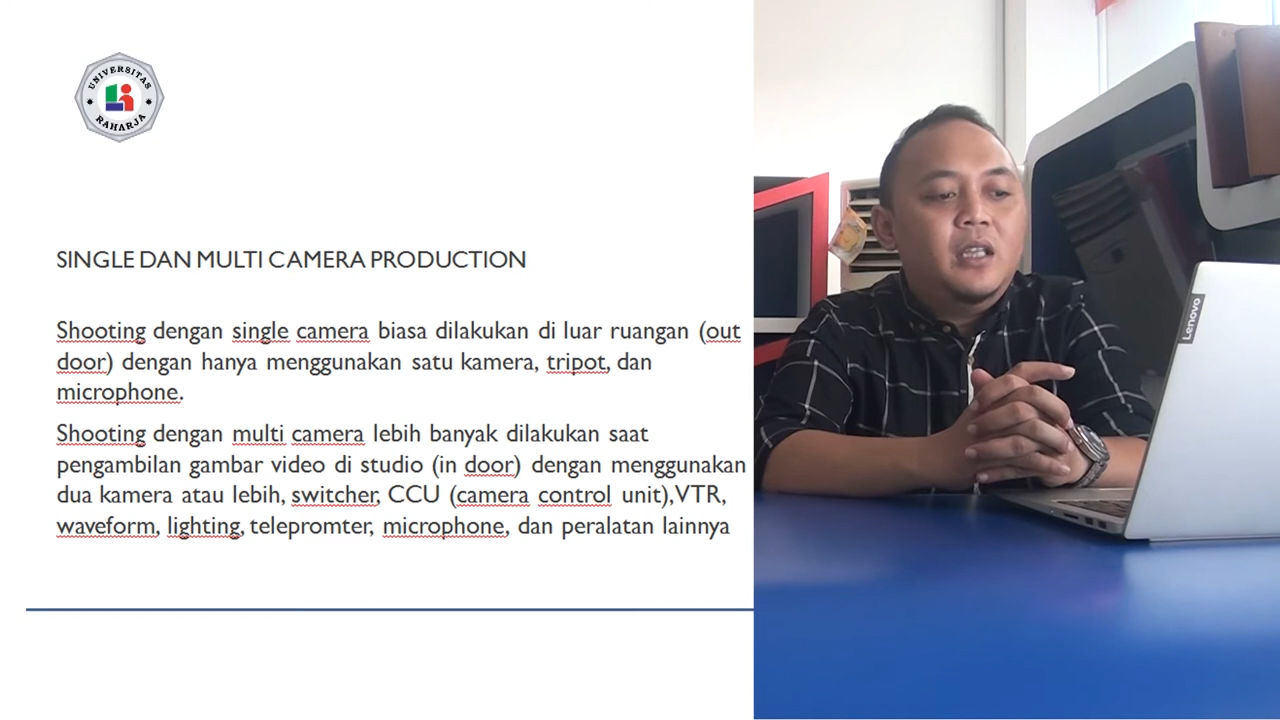 UNIVERSITAS
RAHARJA
SINGLE DAN MULTI CAMERA PRODUCTION
Shooting dengan single camera biasa dilakukan di luar ruangan (out
door) dengan hanya menggunakan satu kamera, tripot, dan
microphone.
Shooting dengan multi camera lebih banyak dilakukan saat
pengambilan gambar video di studio (in door) dengan menggunakan
dua kamera atau lebih, switcher, CCU (camera control unit),VTR,
waveform, lighting, telepromter, microphone, dan peralatan lainnya
Lenovo